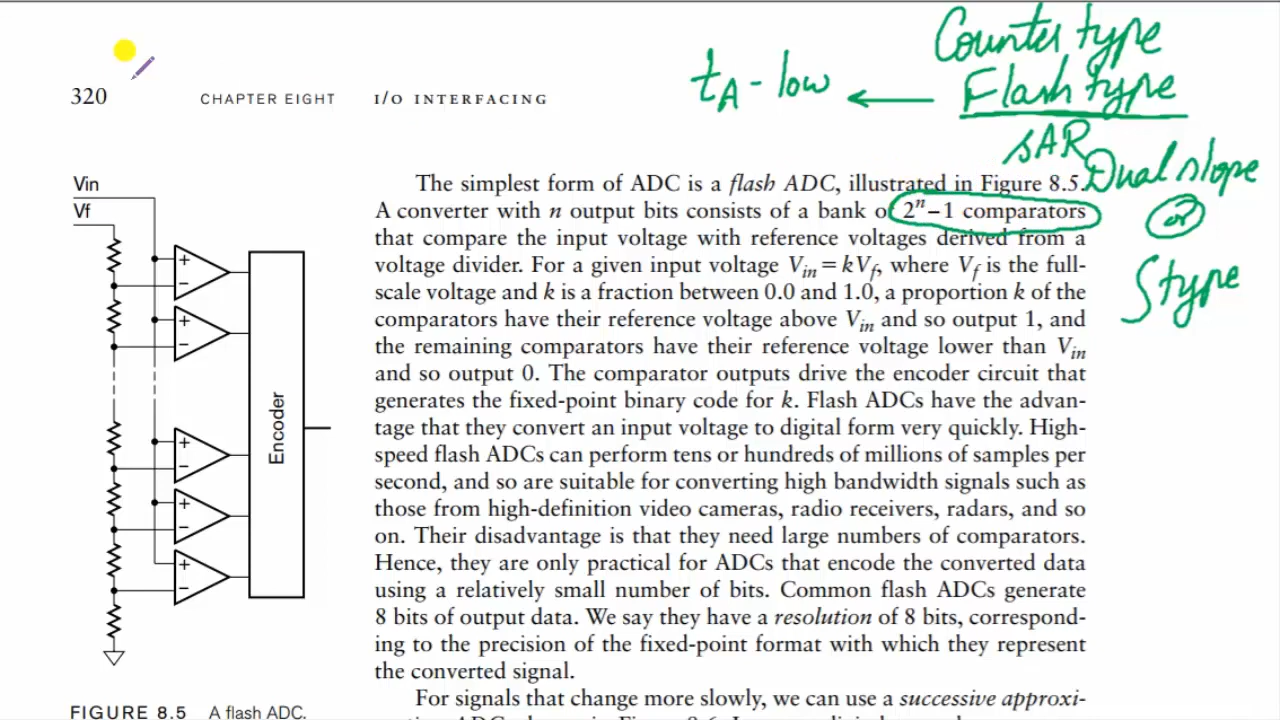 Counter type
tA - low ← Flash type
SAR
Dual slope
or
S type
320 CHAPTER EIGHT I/O INTERFACING
Vin
Vf
+
−
+
−
+
−
+
−
+
−
Encoder
FIGURE 8.5 A flash ADC.
The simplest form of ADC is a flash ADC, illustrated in Figure 8.5.
A converter with n output bits consists of a bank of 2ⁿ−1 comparators
that compare the input voltage with reference voltages derived from a
voltage divider. For a given input voltage Vin = kVf, where Vf is the full-
scale voltage and k is a fraction between 0.0 and 1.0, a proportion k of the
comparators have their reference voltage above Vin and so output 1, and
the remaining comparators have their reference voltage lower than Vin
and so output 0. The comparator outputs drive the encoder circuit that
generates the fixed-point binary code for k. Flash ADCs have the advan-
tage that they convert an input voltage to digital form very quickly. High-
speed flash ADCs can perform tens or hundreds of millions of samples per
second, and so are suitable for converting high bandwidth signals such as
those from high-definition video cameras, radio receivers, radars, and so
on. Their disadvantage is that they need large numbers of comparators.
Hence, they are only practical for ADCs that encode the converted data
using a relatively small number of bits. Common flash ADCs generate
8 bits of output data. We say they have a resolution of 8 bits, correspond-
ing to the precision of the fixed-point format with which they represent
the converted signal.
For signals that change more slowly, we can use a successive approxi-